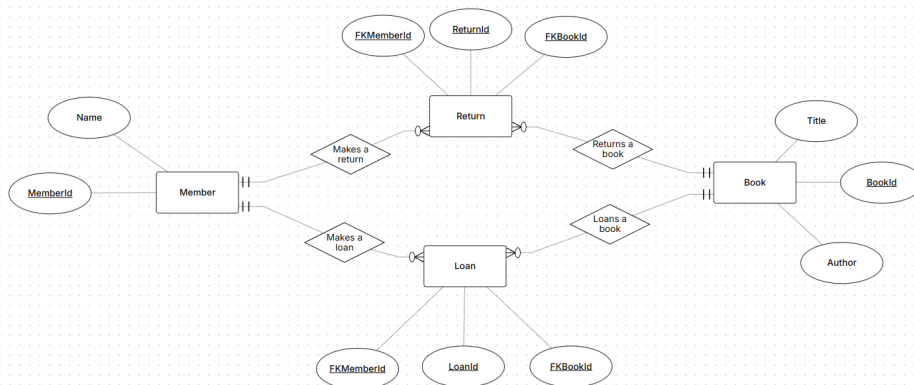 FKMemberId
ReturnId
FKBookId
Return
Name
Title
Makes a
return
Returns a
book
MemberId
Member
Book
BookId
Makes a
loan
Loans a
book
Loan
Author
FKMemberId
LoanId
FKBookId